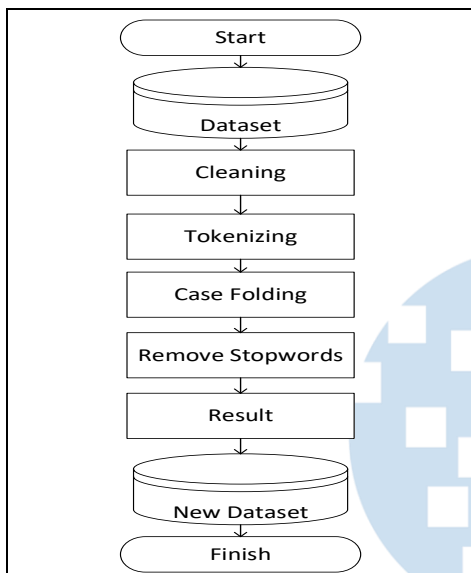 Start
Dataset
Cleaning
Tokenizing
Case Folding
Remove Stopwords
Result
New Dataset
Finish